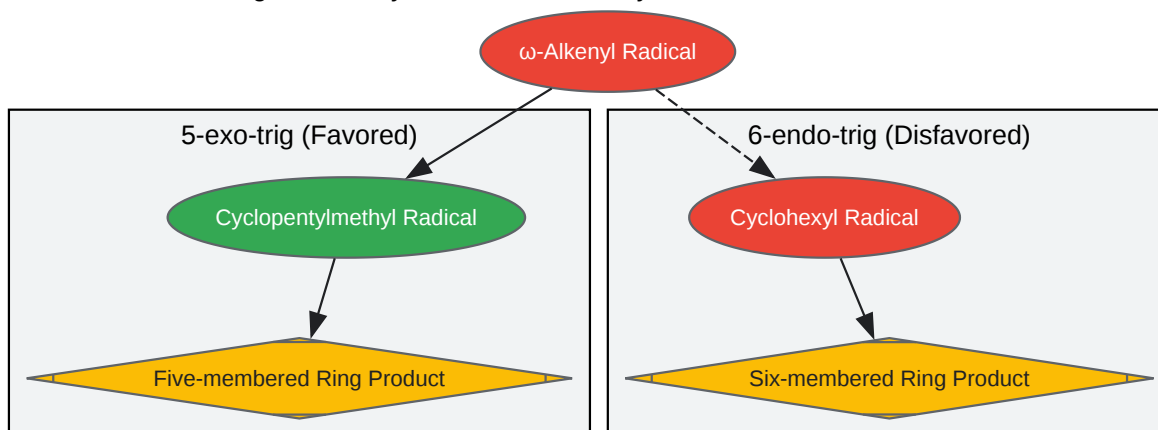 ω-Alkenyl Radical
5-exo-trig (Favored)
6-endo-trig (Disfavored)
Cyclopentylmethyl Radical
Cyclohexyl Radical
Five-membered Ring Product
Six-membered Ring Product